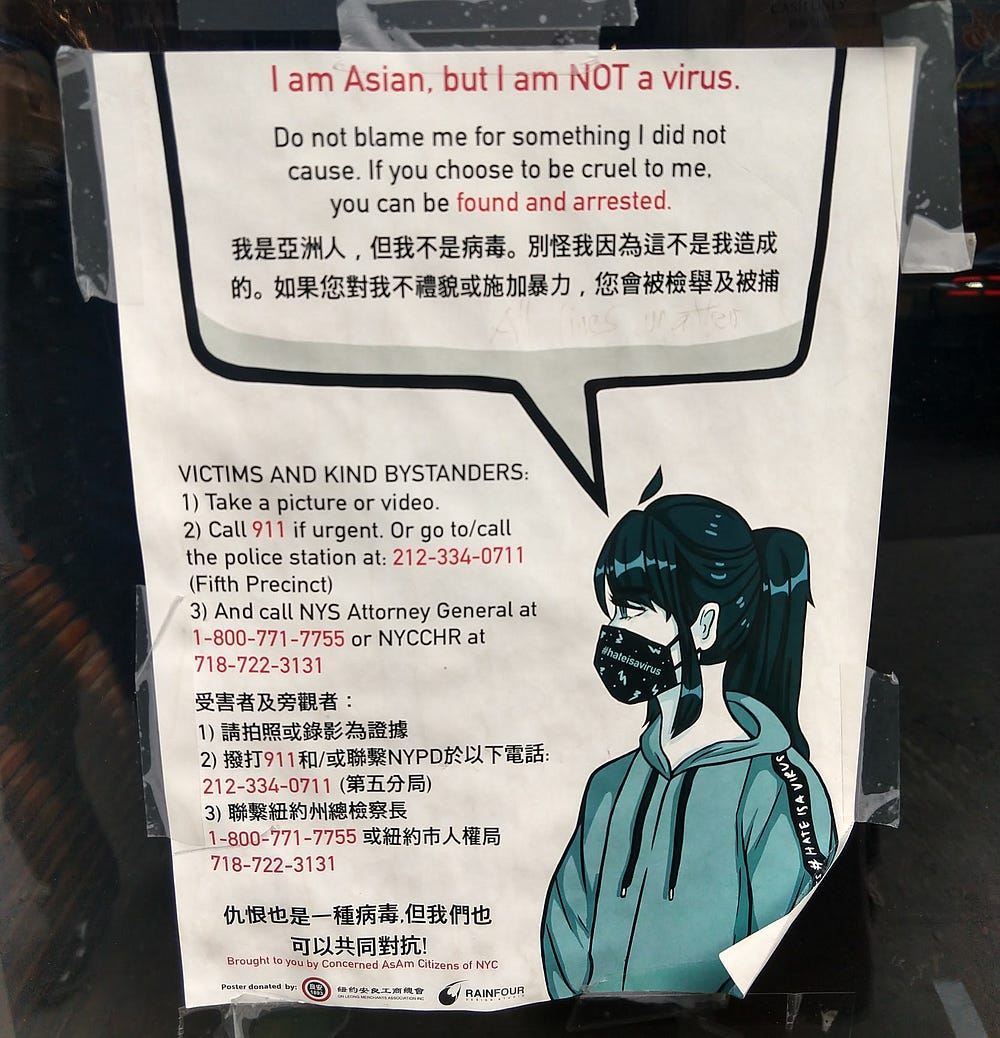 I am Asian, but I am NOT a virus.
Do not blame me for something I did not
cause. If you choose to be cruel to me,
you can be found and arrested.
我是亞洲人，但我不是病毒。別怪我因為這不是我造成
的。如果您對我不禮貌或施加暴力，您會被檢舉及被捕
All lives matter
VICTIMS AND KIND BYSTANDERS:
1) Take a picture or video.
2) Call 911 if urgent. Or go to/call
the police station at: 212-334-0711
(Fifth Precinct)
3) And call NYS Attorney General at
1-800-771-7755 or NYCCHR at
718-722-3131
#hateisavirus
受害者及旁觀者：
1) 請拍照或錄影為證據
2) 撥打911和/或聯繫NYPD於以下電話:
212-334-0711 (第五分局)
3) 聯繫紐約州總檢察長
1-800-771-7755 或紐約市人權局
718-722-3131
# HATE IS A VIRUS
仇恨也是一種病毒,但我們也
可以共同對抗!
Brought to you by Concerned AsAm Citizens of NYC
Poster donated by:
紐約安良工商總會
ON LEONG MERCHANTS ASSOCIATION INC
RAINFOUR